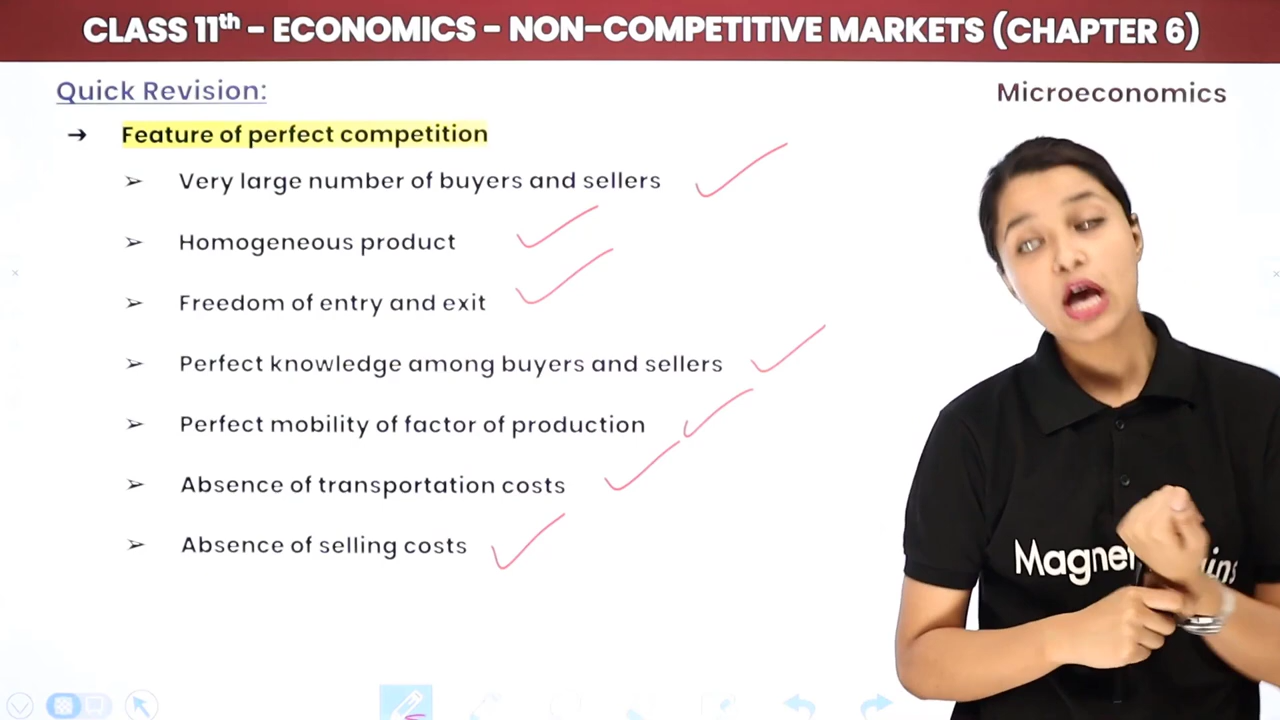 CLASS 11th - ECONOMICS - NON-COMPETITIVE MARKETS (CHAPTER 6)
Quick Revision:
Microeconomics
→ Feature of perfect competition
➢ Very large number of buyers and sellers
➢ Homogeneous product
➢ Freedom of entry and exit
➢ Perfect knowledge among buyers and sellers
➢ Perfect mobility of factor of production
➢ Absence of transportation costs
➢ Absence of selling costs